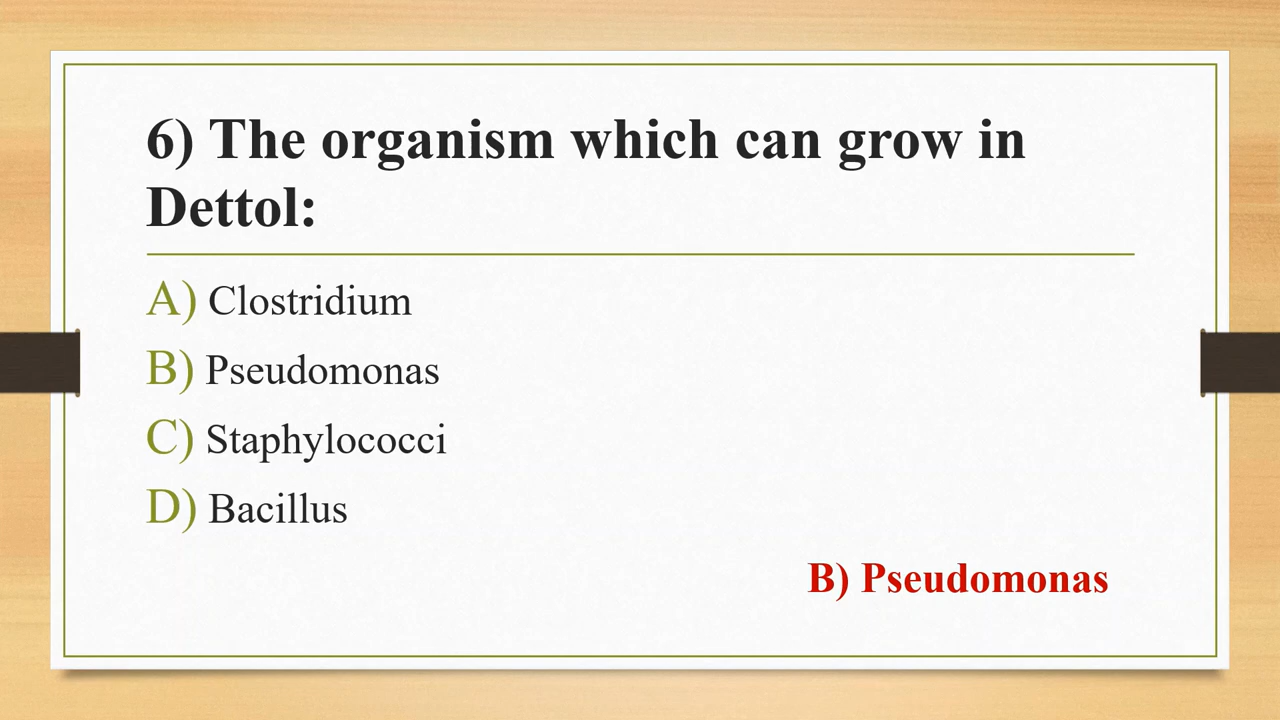 6) The organism which can grow in
Dettol:
A) Clostridium
B) Pseudomonas
C) Staphylococci
D) Bacillus
B) Pseudomonas